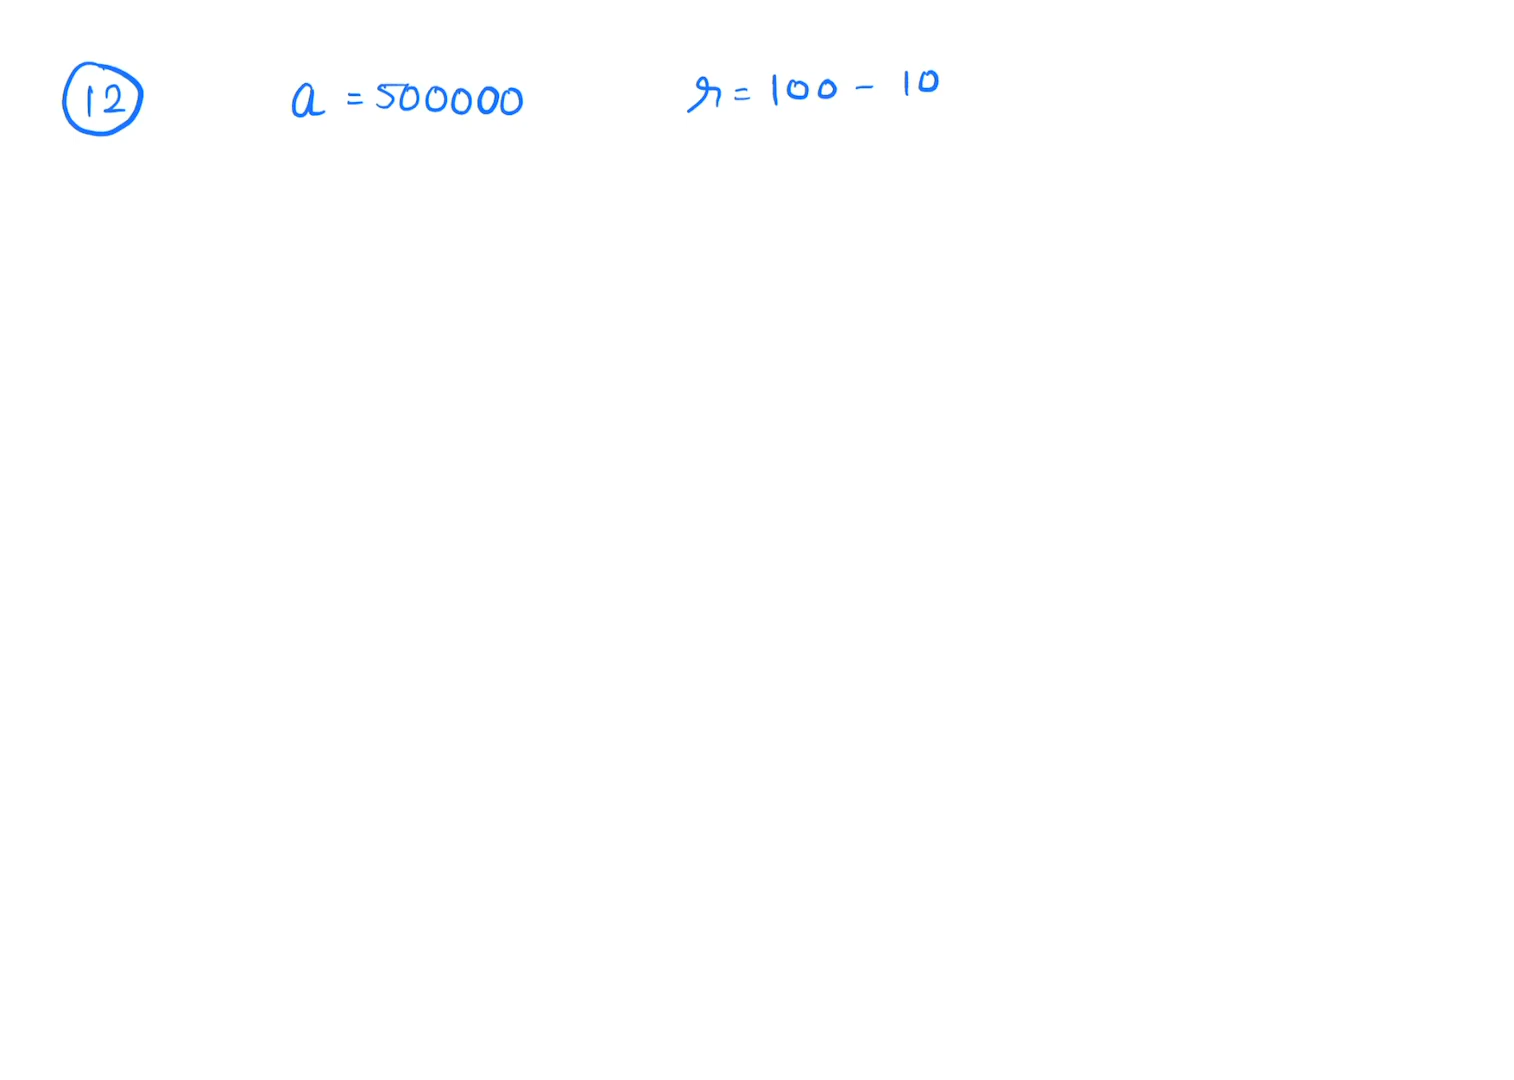 12 a = 500000 r = 100 - 10